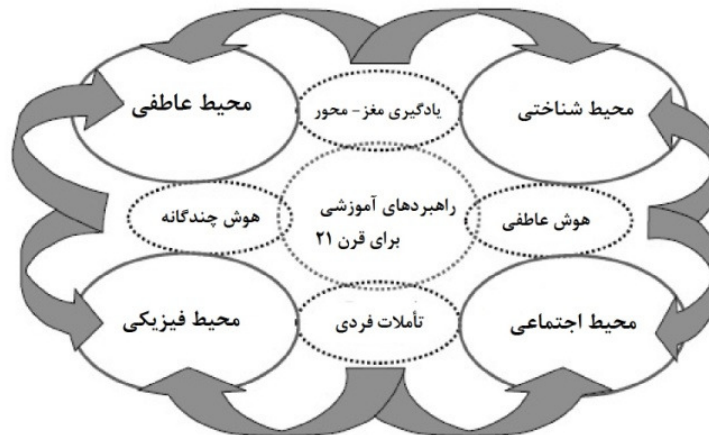 محیط عاطفی
یادگیری مغز - محور
محیط شناختی
هوش چندگانه
راهبردهای آموزشی
برای قرن ۲۱
هوش عاطفی
محیط فیزیکی
تأملات فردی
محیط اجتماعی